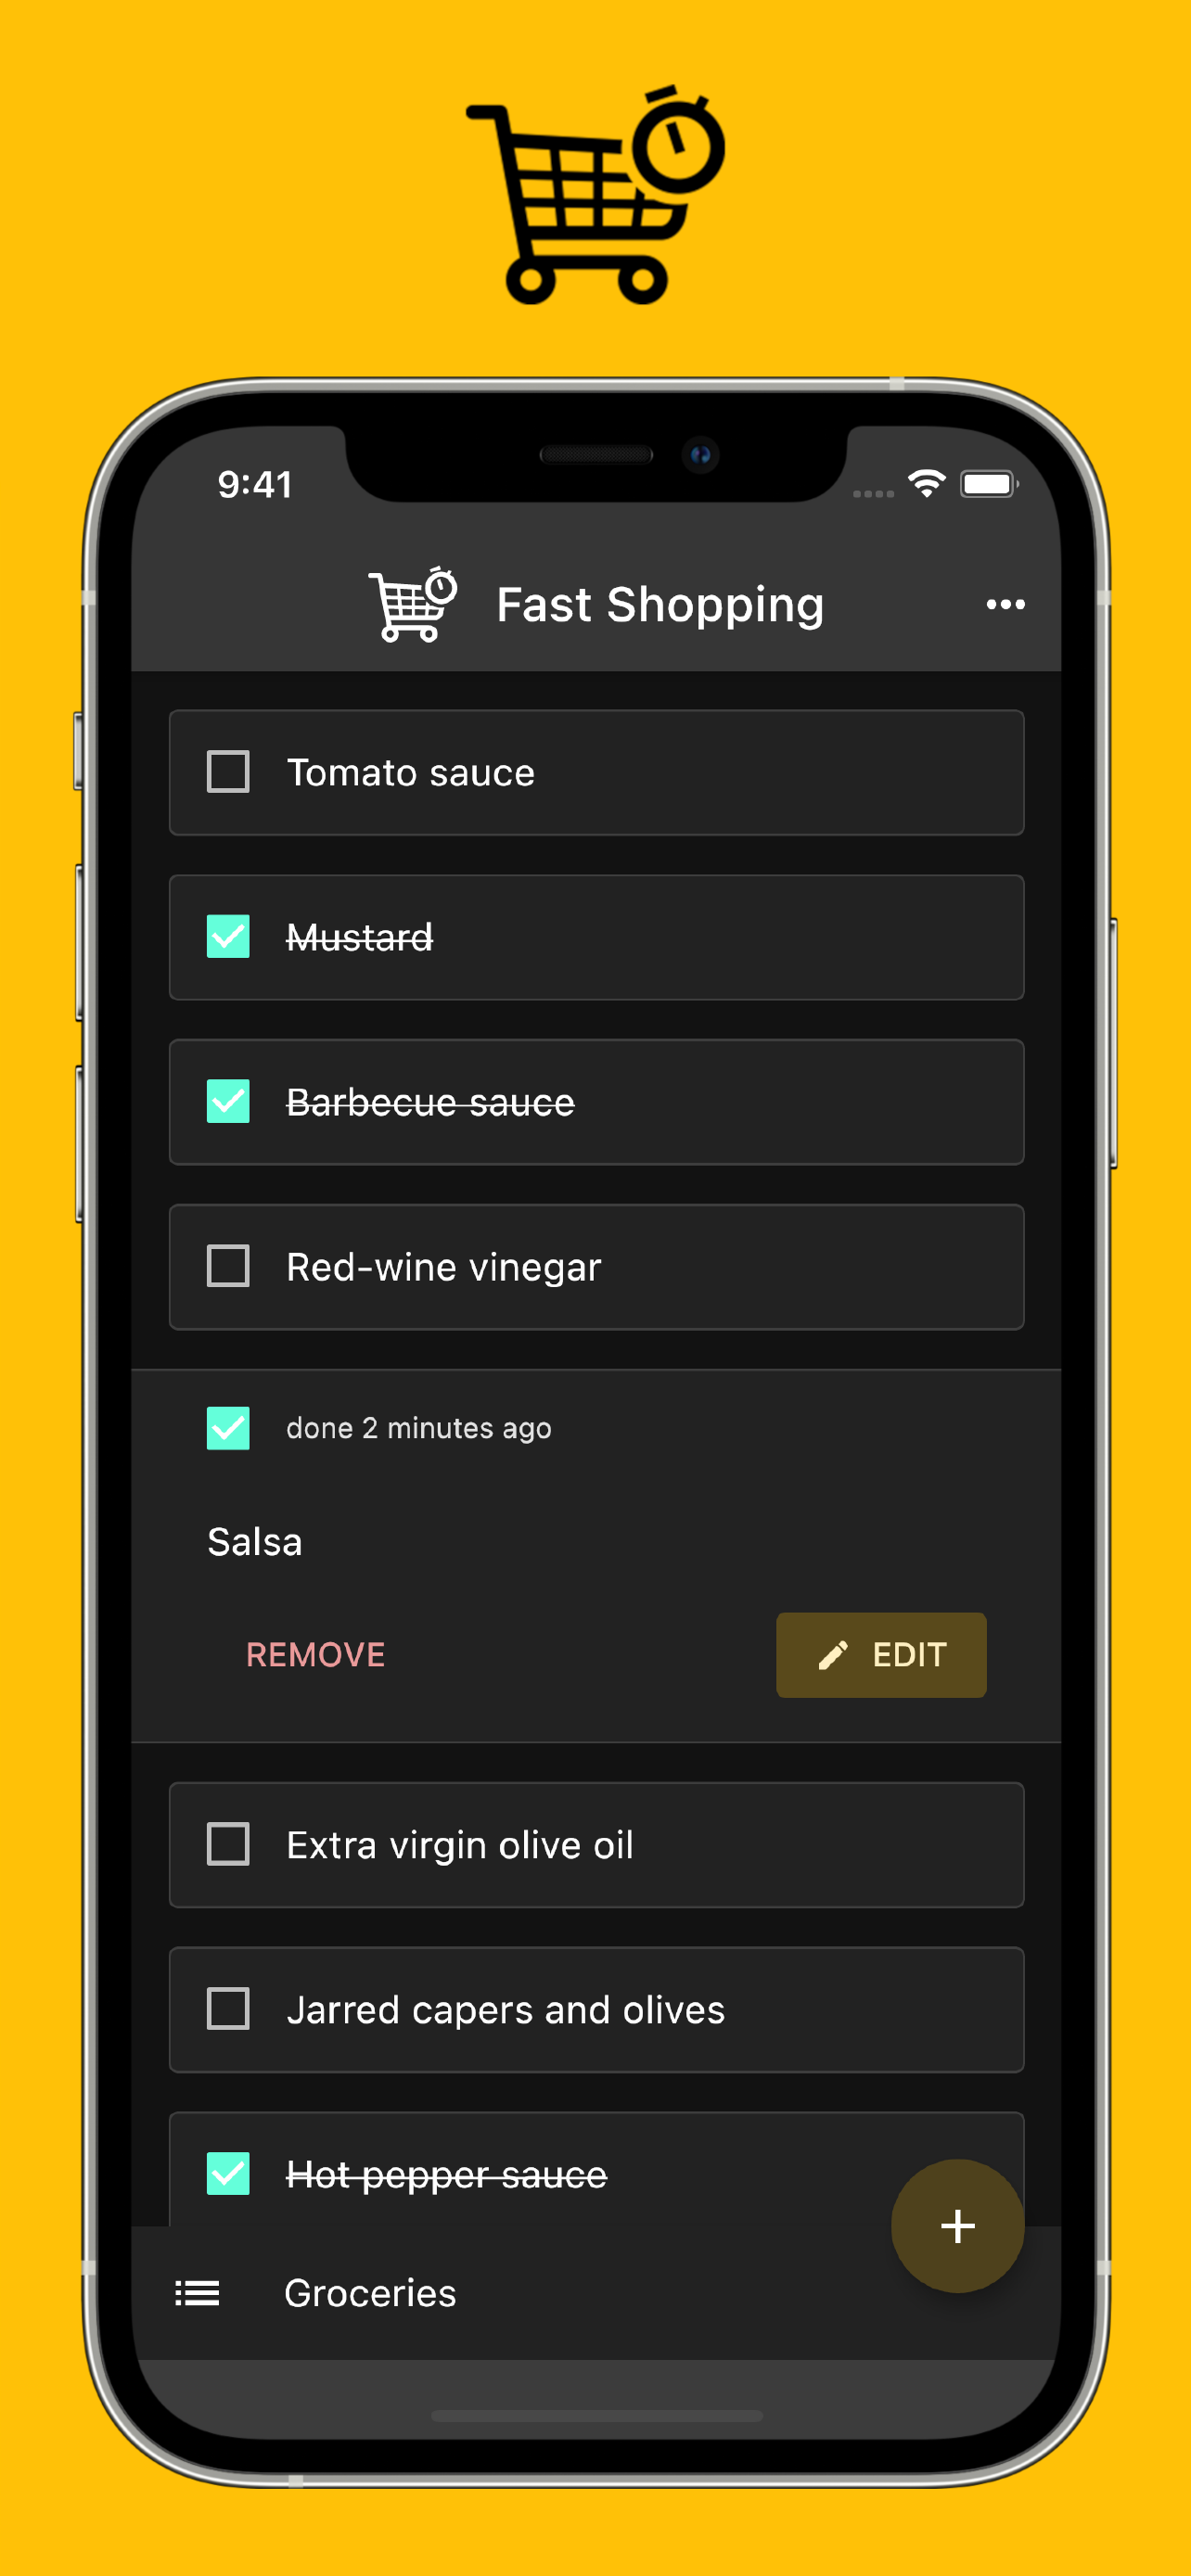 9:41
Fast Shopping
Tomato sauce
Mustard
Barbecue sauce
Red-wine vinegar
done 2 minutes ago
Salsa
REMOVE
EDIT
Extra virgin olive oil
Jarred capers and olives
Hot pepper sauce
Groceries